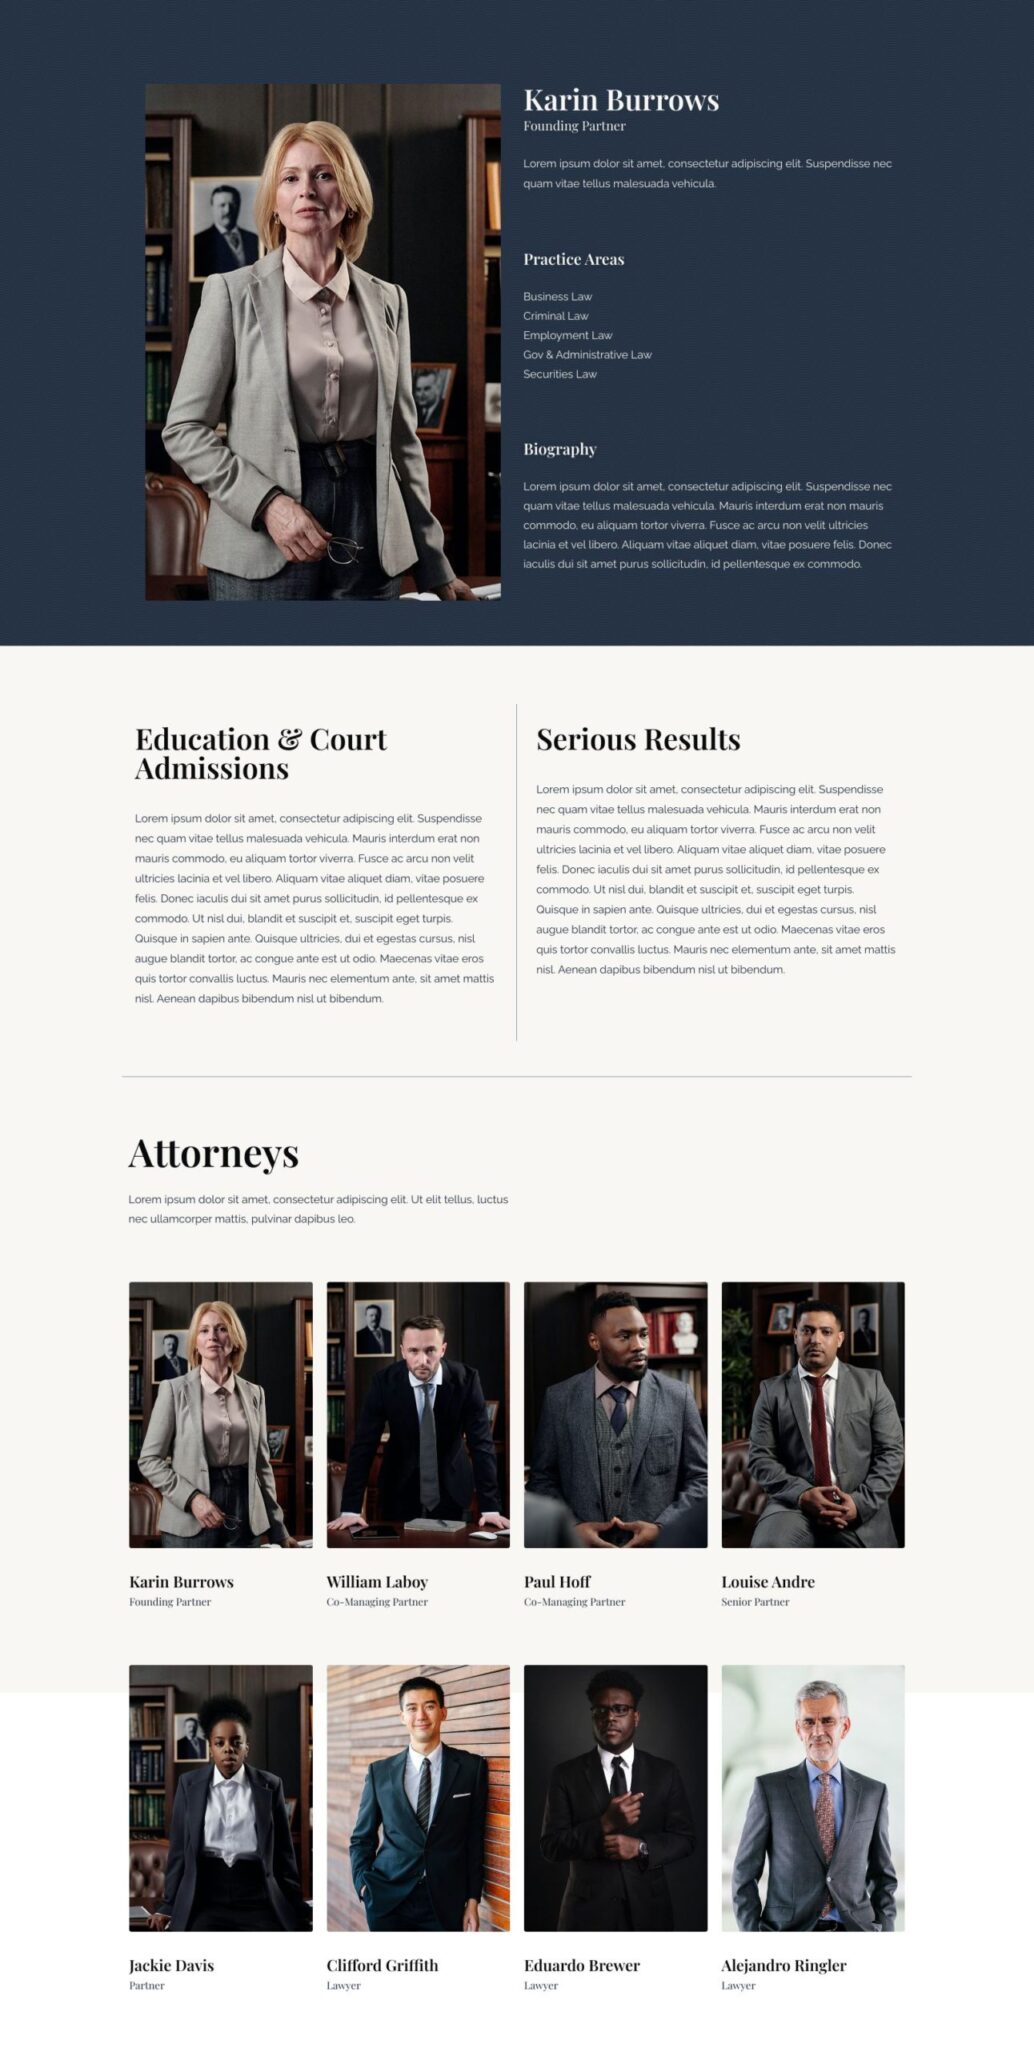 Karin Burrows
Founding Partner
Lorem ipsum dolor sit amet, consectetur adipiscing elit. Suspendisse nec
quam vitae tellus malesuada vehicula.
Practice Areas
Business Law
Criminal Law
Employment Law
Gov & Administrative Law
Securities Law
Biography
Lorem ipsum dolor sit amet, consectetur adipiscing elit. Suspendisse nec
quam vitae tellus malesuada vehicula. Mauris interdum erat non mauris
commodo, eu aliquam tortor viverra. Fusce ac arcu non velit ultricies
lacinia et vel libero. Aliquam vitae aliquet diam, vitae posuere felis. Donec
iaculis dui sit amet purus sollicitudin, id pellentesque ex commodo.
Education & Court
Admissions
Lorem ipsum dolor sit amet, consectetur adipiscing elit. Suspendisse
nec quam vitae tellus malesuada vehicula. Mauris interdum erat non
mauris commodo, eu aliquam tortor viverra. Fusce ac arcu non velit
ultricies lacinia et vel libero. Aliquam vitae aliquet diam, vitae posuere
felis. Donec iaculis dui sit amet purus sollicitudin, id pellentesque ex
commodo. Ut nisl dui, blandit et suscipit et, suscipit eget turpis.
Quisque in sapien ante. Quisque ultricies, dui et egestas cursus, nisl
augue blandit tortor, ac congue ante est ut odio. Maecenas vitae eros
quis tortor convallis luctus. Mauris nec elementum ante, sit amet mattis
nisl. Aenean dapibus bibendum nisl ut bibendum.
Serious Results
Lorem ipsum dolor sit amet, consectetur adipiscing elit. Suspendisse
nec quam vitae tellus malesuada vehicula. Mauris interdum erat non
mauris commodo, eu aliquam tortor viverra. Fusce ac arcu non velit
ultricies lacinia et vel libero. Aliquam vitae aliquet diam, vitae posuere
felis. Donec iaculis dui sit amet purus sollicitudin, id pellentesque ex
commodo. Ut nisl dui, blandit et suscipit et, suscipit eget turpis.
Quisque in sapien ante. Quisque ultricies, dui et egestas cursus, nisl
augue blandit tortor, ac congue ante est ut odio. Maecenas vitae eros
quis tortor convallis luctus. Mauris nec elementum ante, sit amet mattis
nisl. Aenean dapibus bibendum nisl ut bibendum.
Attorneys
Lorem ipsum dolor sit amet, consectetur adipiscing elit. Ut elit tellus, luctus
nec ullamcorper mattis, pulvinar dapibus leo.
Karin Burrows
Founding Partner
William Laboy
Co-Managing Partner
Paul Hoff
Co-Managing Partner
Louise Andre
Senior Partner
Jackie Davis
Partner
Clifford Griffith
Lawyer
Eduardo Brewer
Lawyer
Alejandro Ringler
Lawyer